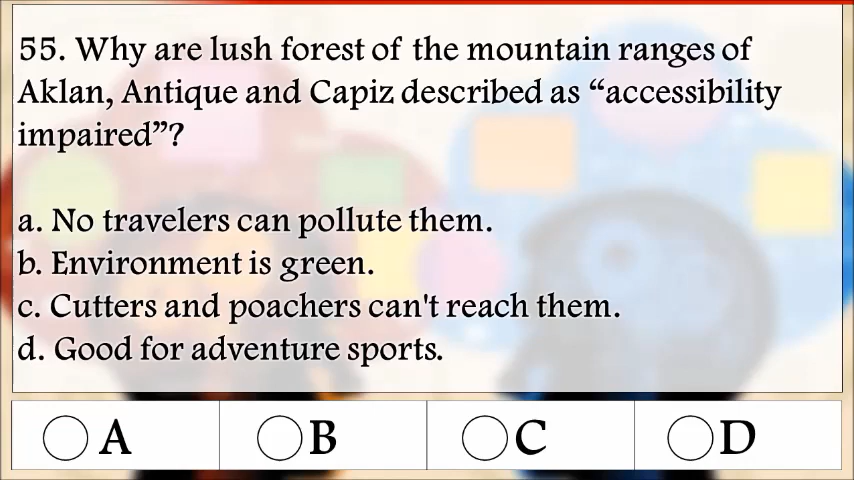 55. Why are lush forest of the mountain ranges of
Aklan, Antique and Capiz described as “accessibility
impaired”?
a. No travelers can pollute them.
b. Environment is green.
c. Cutters and poachers can't reach them.
d. Good for adventure sports.
A B C D